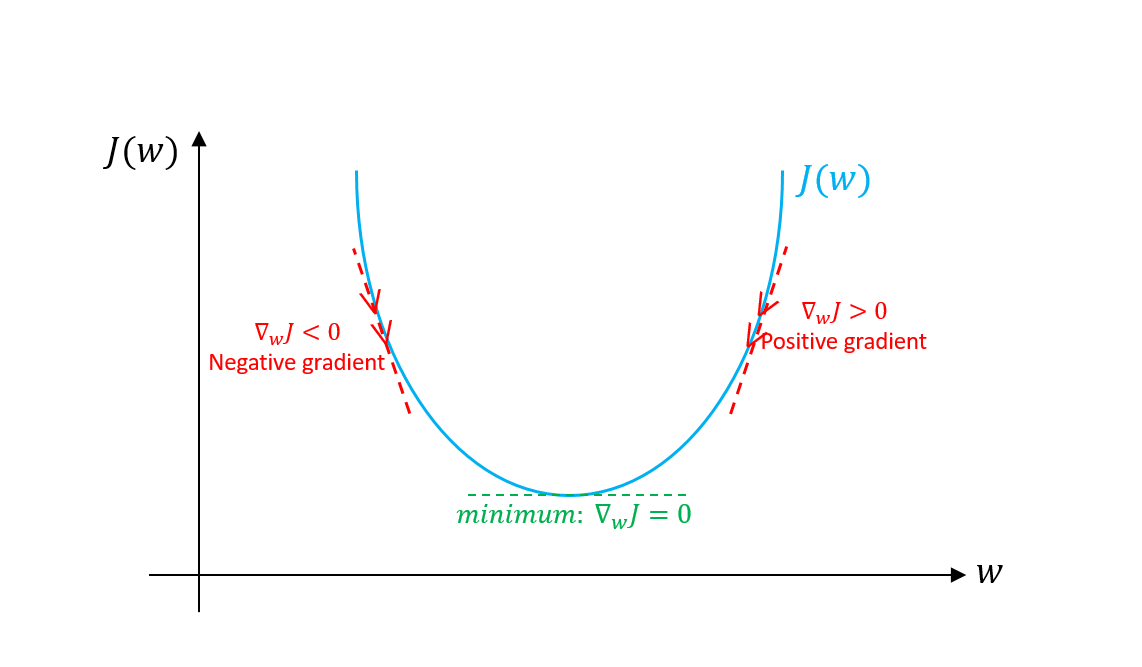 J(w)
J(w)
∇wJ > 0
Positive gradient
∇wJ < 0
Negative gradient
minimum: ∇wJ = 0
w